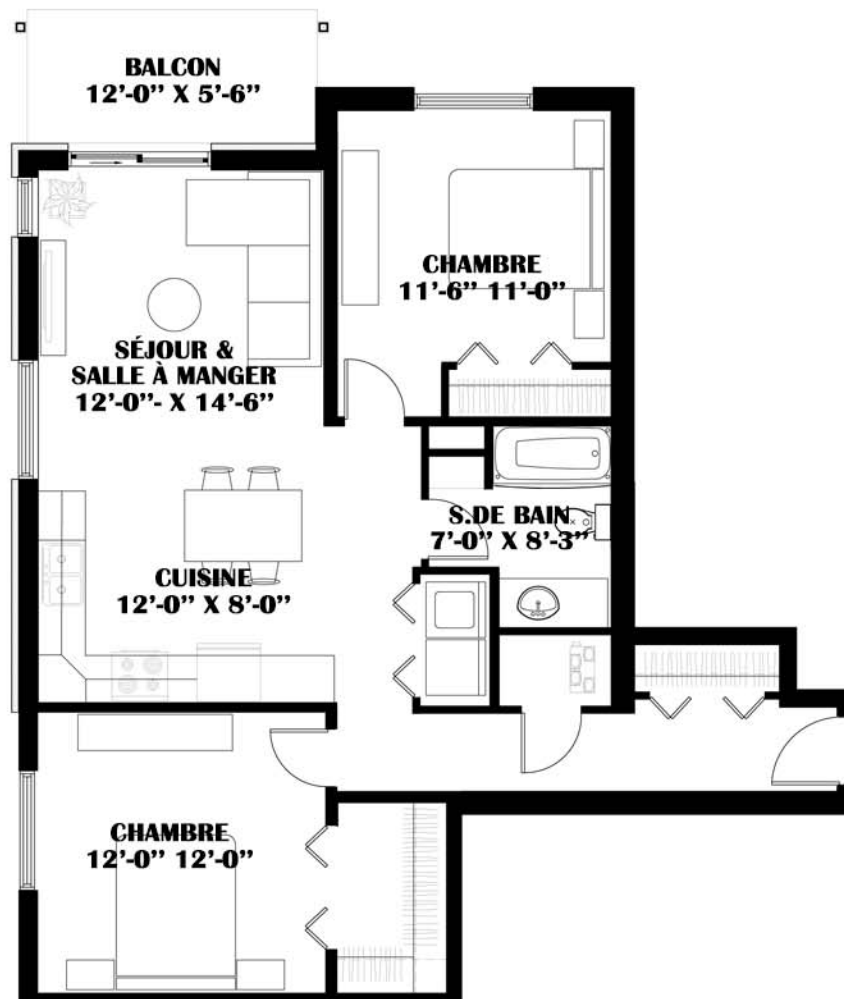 BALCON
12'-0" X 5'-6"
CHAMBRE
11'-6" 11'-0"
SÉJOUR &
SALLE À MANGER
12'-0"- X 14'-6"
S.DE BAIN
7'-0" X 8'-3"
CUISINE
12'-0" X 8'-0"
CHAMBRE
12'-0" 12'-0"